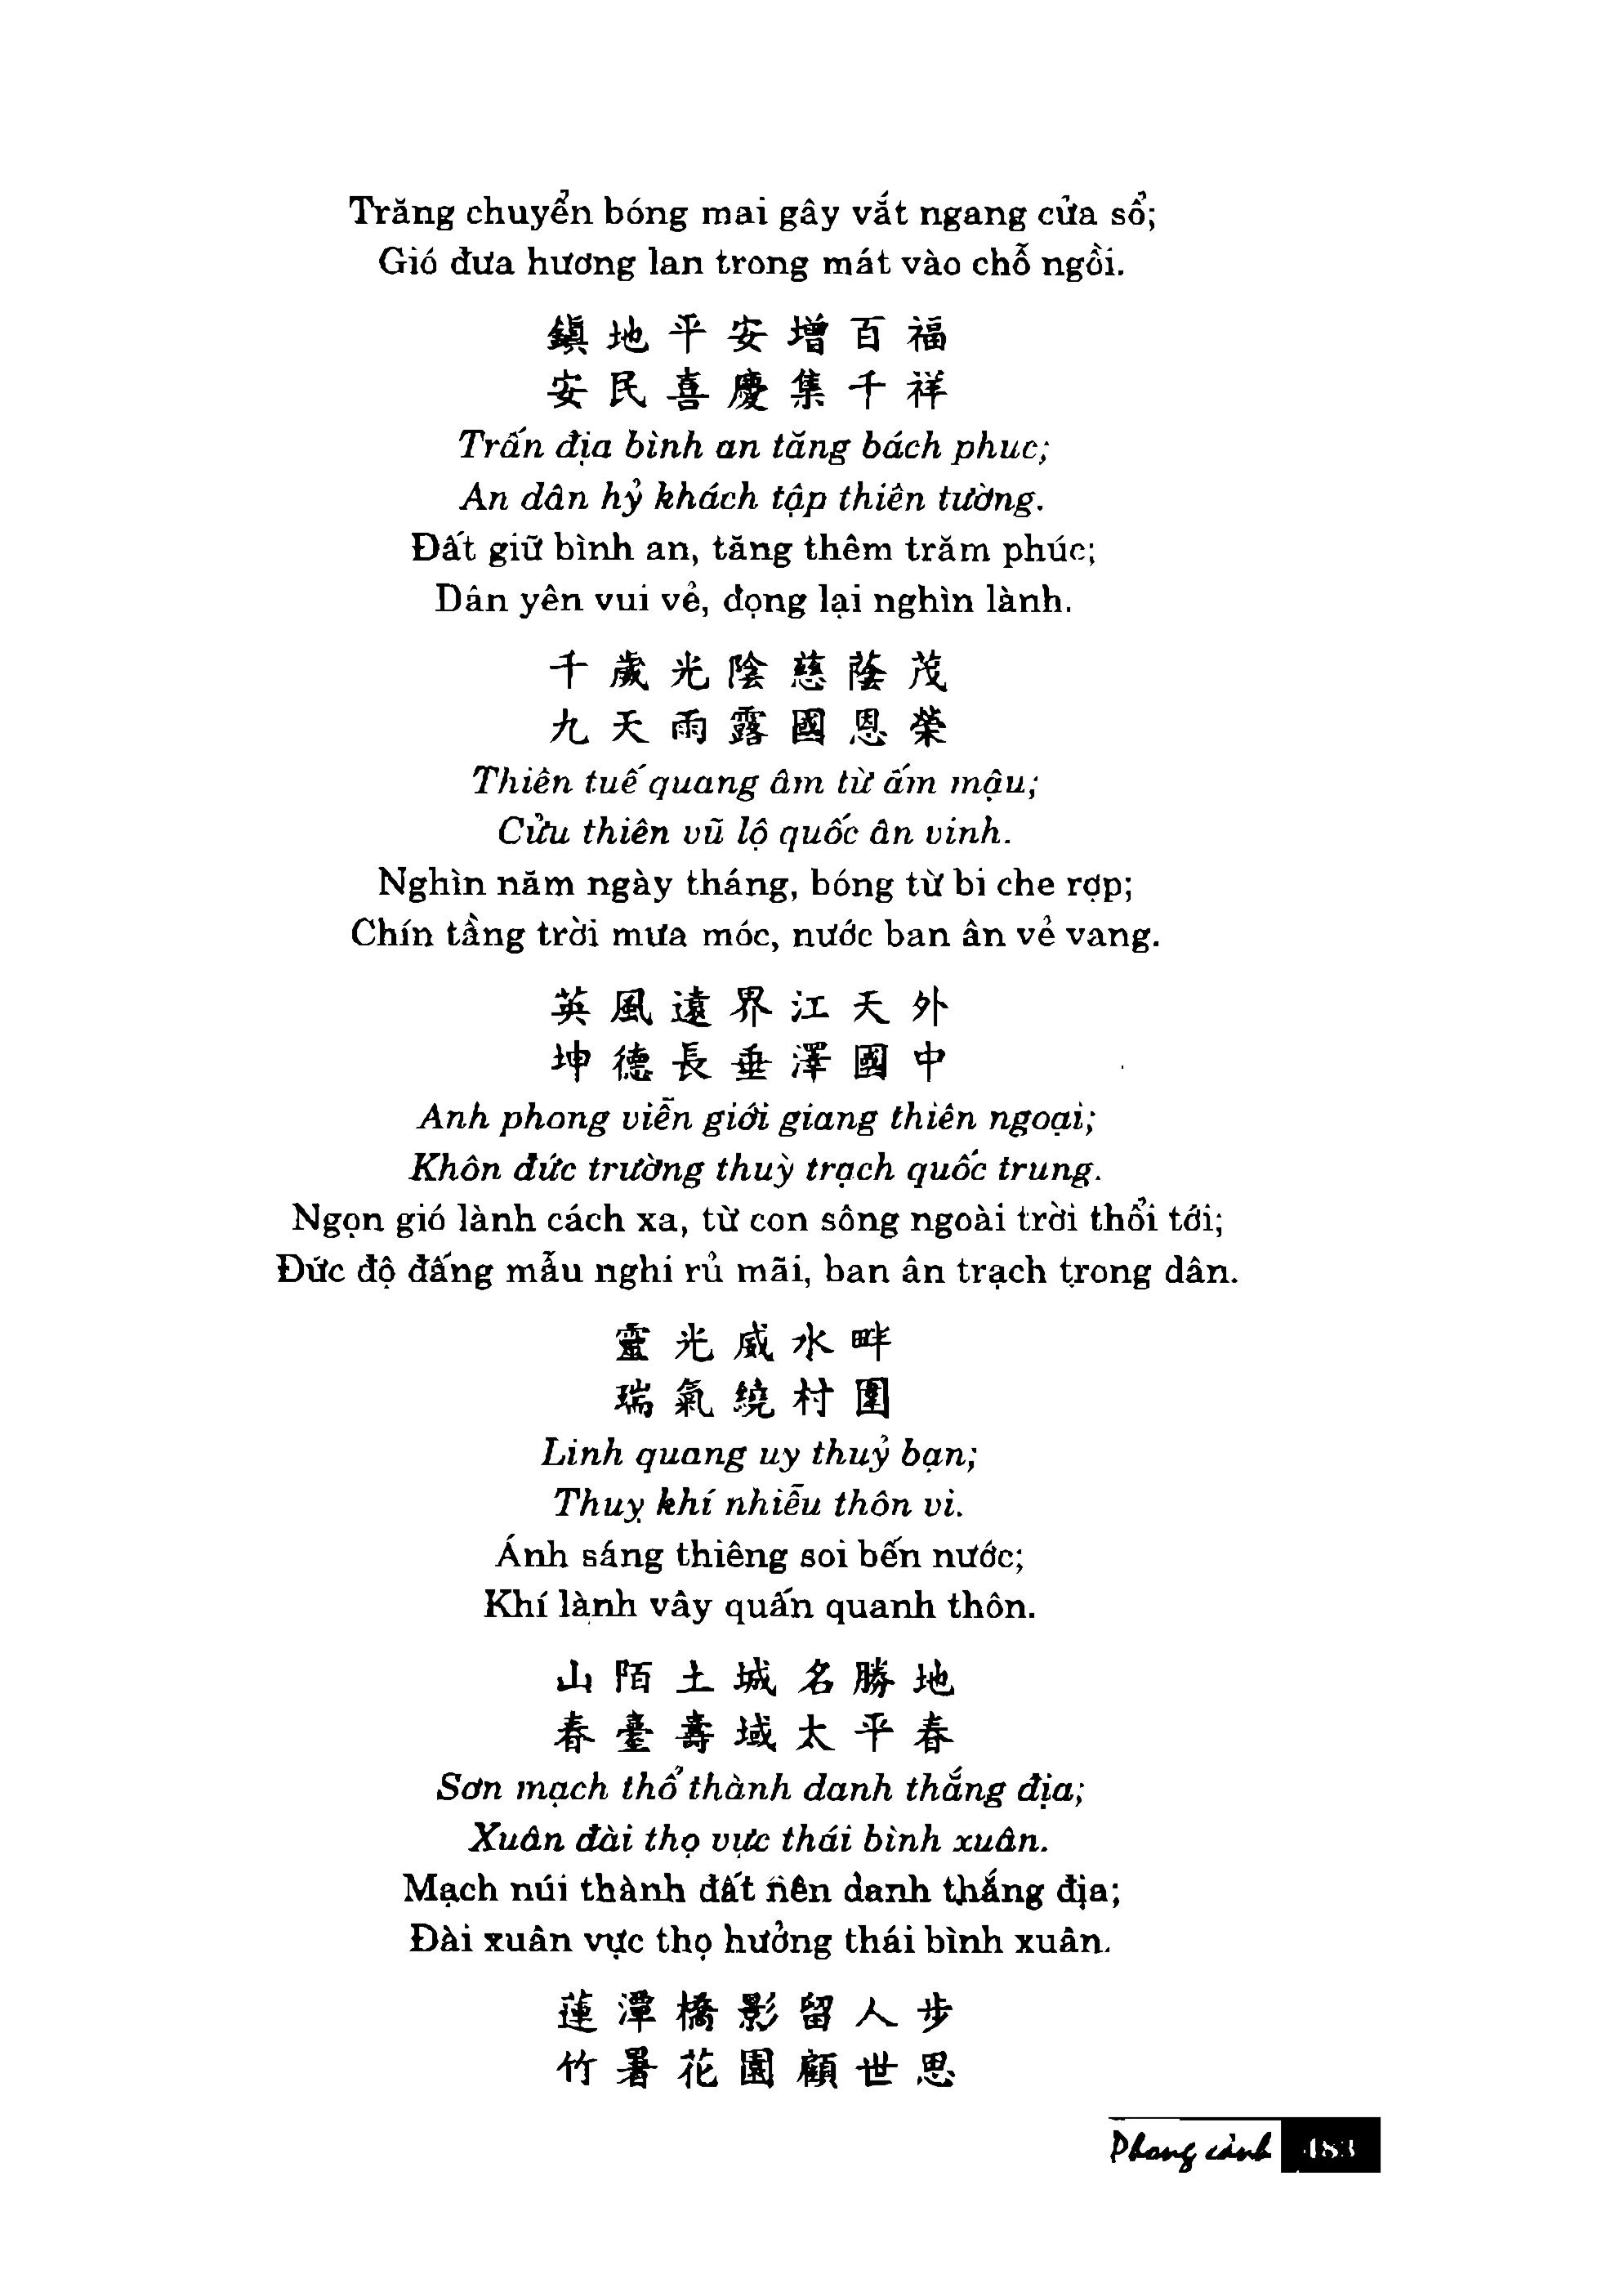 Trăng chuyển bóng mai gây vắt ngang cửa sổ;
Gió đưa hương lan trong mát vào chỗ ngồi.
鎮地平安增百福
安民喜慶集千祥
Trấn địa bình an tăng bách phuc;
An dân hỷ khách tập thiên tường.
Đất giữ bình an, tăng thêm trăm phúc;
Dân yên vui vẻ, dọng lại nghìn lành.
千歲光陰慈蔭茂
九天雨露國恩榮
Thiên tuế quang âm từ ấm mậu;
Cửu thiên vũ lộ quốc ân vinh.
Nghìn năm ngày tháng, bóng từ bi che rợp;
Chín tầng trời mưa móc, nước ban ân vẻ vang.
英風遠界江天外
坤德長垂澤國中
Anh phong viễn giới giang thiên ngoại;
Khôn đức trường thuỳ trạch quốc trung.
Ngọn gió lành cách xa, từ con sông ngoài trời thổi tới;
Đức độ đấng mẫu nghi rủ mãi, ban ân trạch trong dân.
靈光威水畔
瑞氣繞村圍
Linh quang uy thuỷ bạn;
Thuỵ khí nhiễu thôn vi.
Ánh sáng thiêng soi bến nước;
Khí lành vây quấn quanh thôn.
山陌土城名勝地
春臺壽域太平春
Sơn mạch thổ thành danh thắng địa;
Xuân đài thọ vực thái bình xuân.
Mạch núi thành đất nên danh thắng địa;
Đài xuân vực thọ hưởng thái bình xuân.
蓮潭橋影留人步
竹暑花園顧世思
Phong cảnh 483